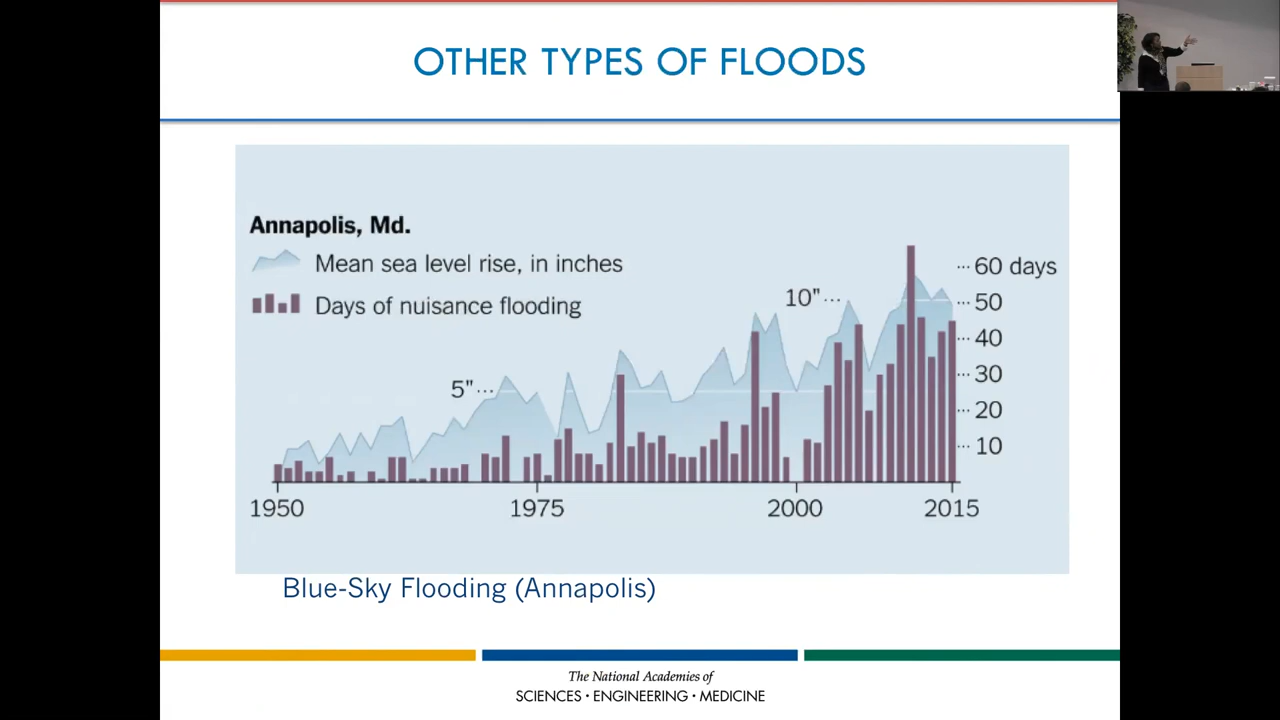 OTHER TYPES OF FLOODS
Annapolis, Md.
Mean sea level rise, in inches
Days of nuisance flooding
5"...
10"...
...60 days
...50
...40
...30
...20
...10
1950 1975 2000 2015
Blue-Sky Flooding (Annapolis)
The National Academies of
SCIENCES · ENGINEERING · MEDICINE